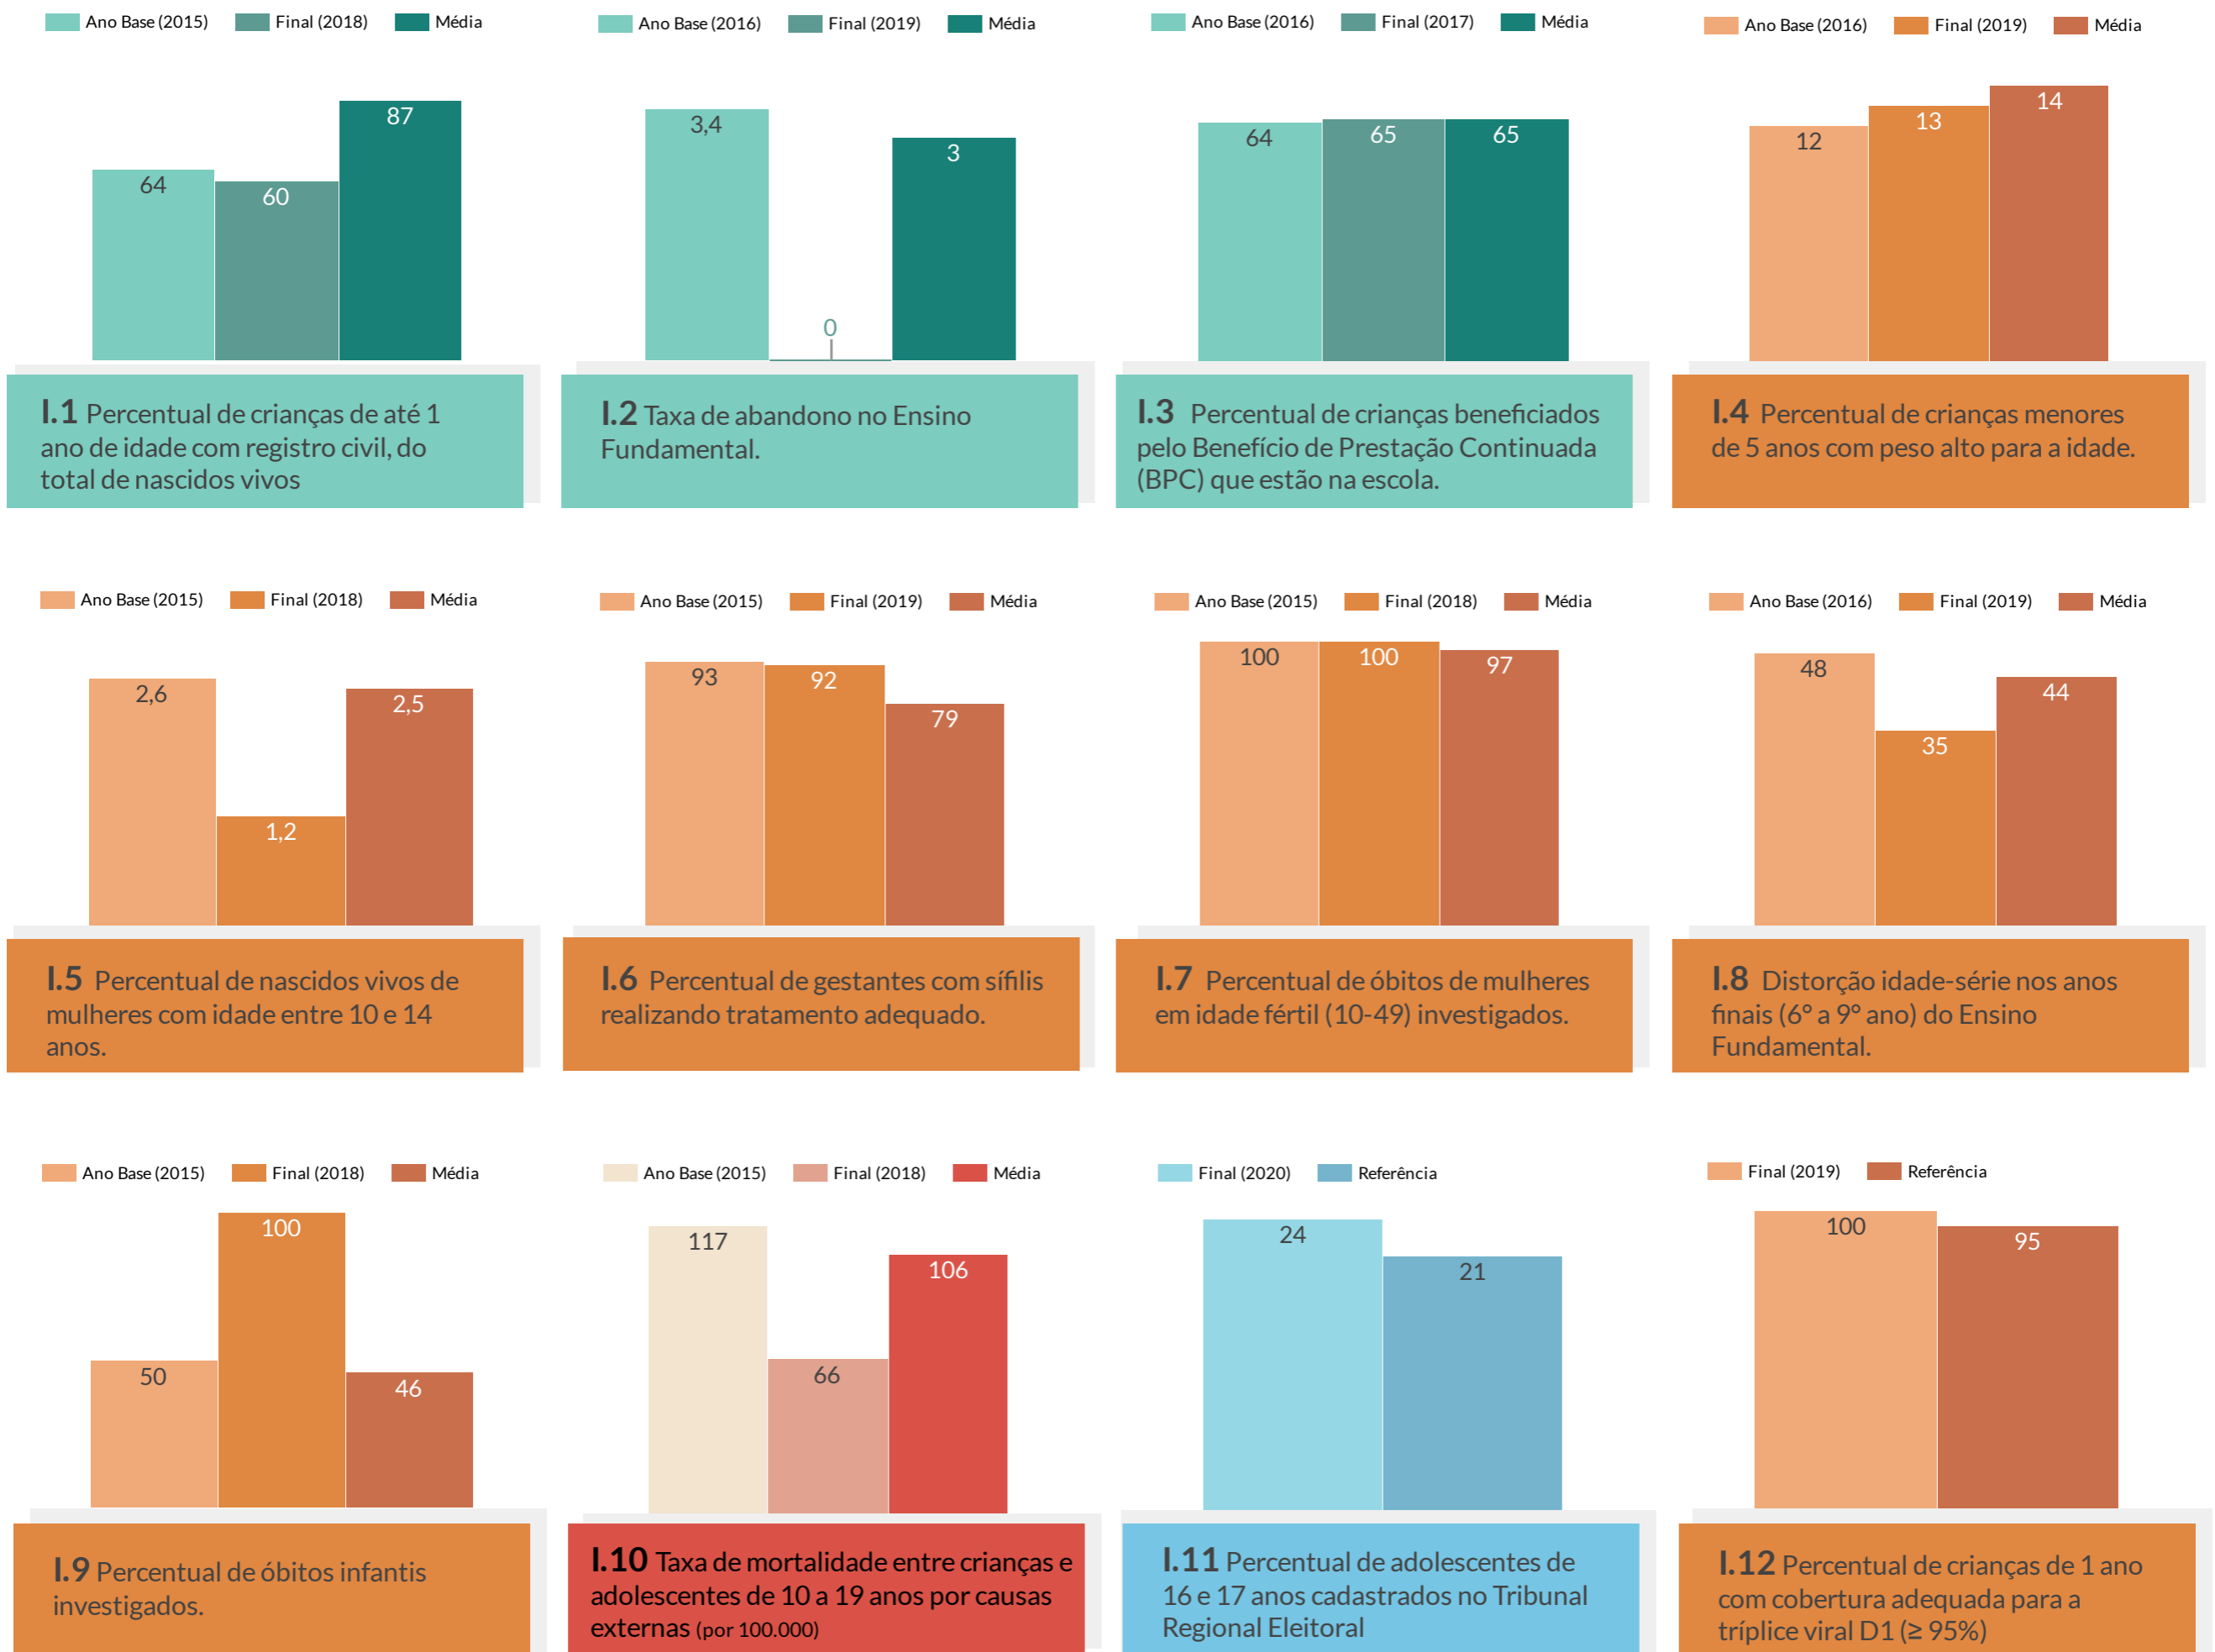 Ano Base (2015) Final (2018) Média
87
64
60
I.1 Percentual de crianças de até 1
ano de idade com registro civil, do
total de nascidos vivos
Ano Base (2016) Final (2019) Média
3,4
3
0
I.2 Taxa de abandono no Ensino
Fundamental.
Ano Base (2016) Final (2017) Média
64
65
65
I.3 Percentual de crianças beneficiados
pelo Benefício de Prestação Continuada
(BPC) que estão na escola.
Ano Base (2016) Final (2019) Média
12
13
14
I.4 Percentual de crianças menores
de 5 anos com peso alto para a idade.
Ano Base (2015) Final (2018) Média
2,6
1,2
2,5
I.5 Percentual de nascidos vivos de
mulheres com idade entre 10 e 14
anos.
Ano Base (2015) Final (2019) Média
93
92
79
I.6 Percentual de gestantes com sífilis
realizando tratamento adequado.
Ano Base (2015) Final (2018) Média
100
100
97
I.7 Percentual de óbitos de mulheres
em idade fértil (10-49) investigados.
Ano Base (2016) Final (2019) Média
48
35
44
I.8 Distorção idade-série nos anos
finais (6° a 9° ano) do Ensino
Fundamental.
Ano Base (2015) Final (2018) Média
50
100
46
I.9 Percentual de óbitos infantis
investigados.
Ano Base (2015) Final (2018) Média
117
66
106
I.10 Taxa de mortalidade entre crianças e
adolescentes de 10 a 19 anos por causas
externas (por 100.000)
Final (2020) Referência
24
21
I.11 Percentual de adolescentes de
16 e 17 anos cadastrados no Tribunal
Regional Eleitoral
Final (2019) Referência
100
95
I.12 Percentual de crianças de 1 ano
com cobertura adequada para a
tríplice viral D1 (≥ 95%)